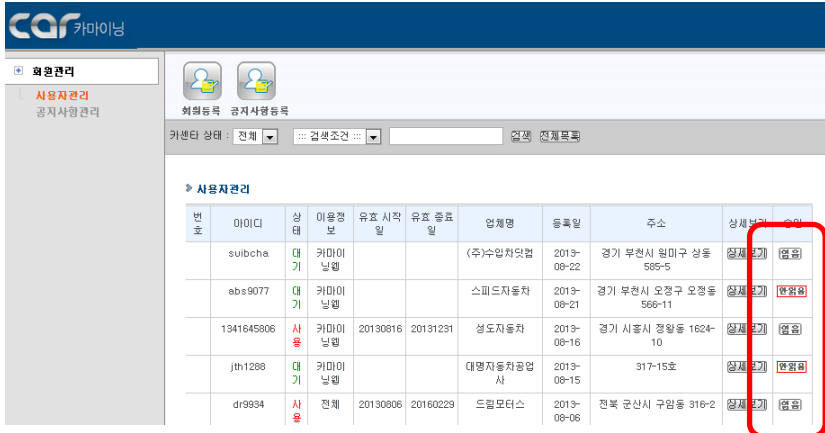 car 카마이닝
회원관리
사용자관리
공지사항관리
회원등록 공지사항등록
카센타 상태 : 전체 ::: 검색조건 ::: 검색 전체목록
사용자관리
번호 아이디 상태 이용정보 유효 시작일 유효 종료일 업체명 등록일 주소 상세보기 승인
suibcha 대기 카마이닝웹 (주)수입차닷컴 2013-08-22 경기 부천시 원미구 상동 585-5 상세보기 없음
abs9077 대기 카마이닝웹 스피드자동차 2013-08-21 경기 부천시 오정구 오정동 566-11 상세보기 안읽음
1341645806 사용 카마이닝웹 20130816 20131231 성도자동차 2013-08-16 경기 시흥시 정왕동 1624-10 상세보기 없음
jth1288 대기 카마이닝웹 대명자동차공업사 2013-08-15 317-15호 상세보기 안읽음
dr9934 사용 전체 20130806 20160229 드림모터스 2013-08-06 전북 군산시 구암동 316-2 상세보기 없음